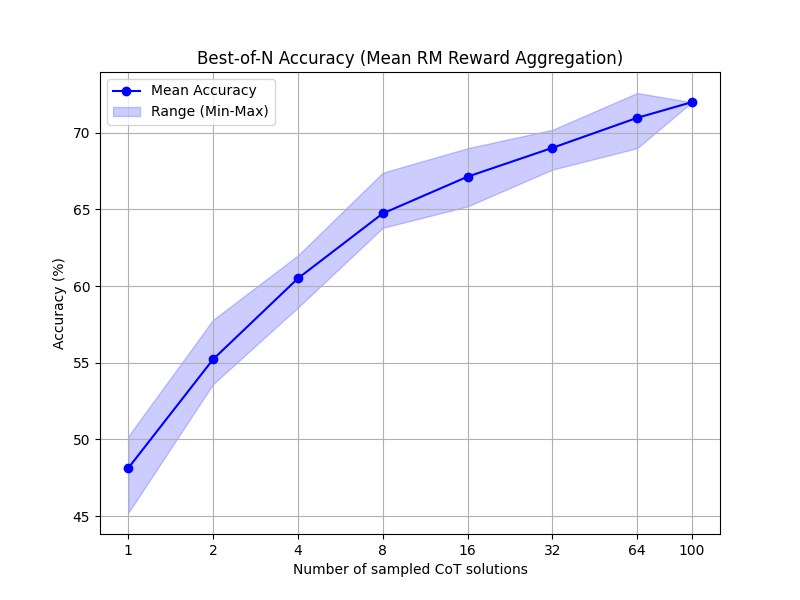 Best-of-N Accuracy (Mean RM Reward Aggregation)
Mean Accuracy
Range (Min-Max)
Accuracy (%)
70
65
60
55
50
45
1 2 4 8 16 32 64 100
Number of sampled CoT solutions